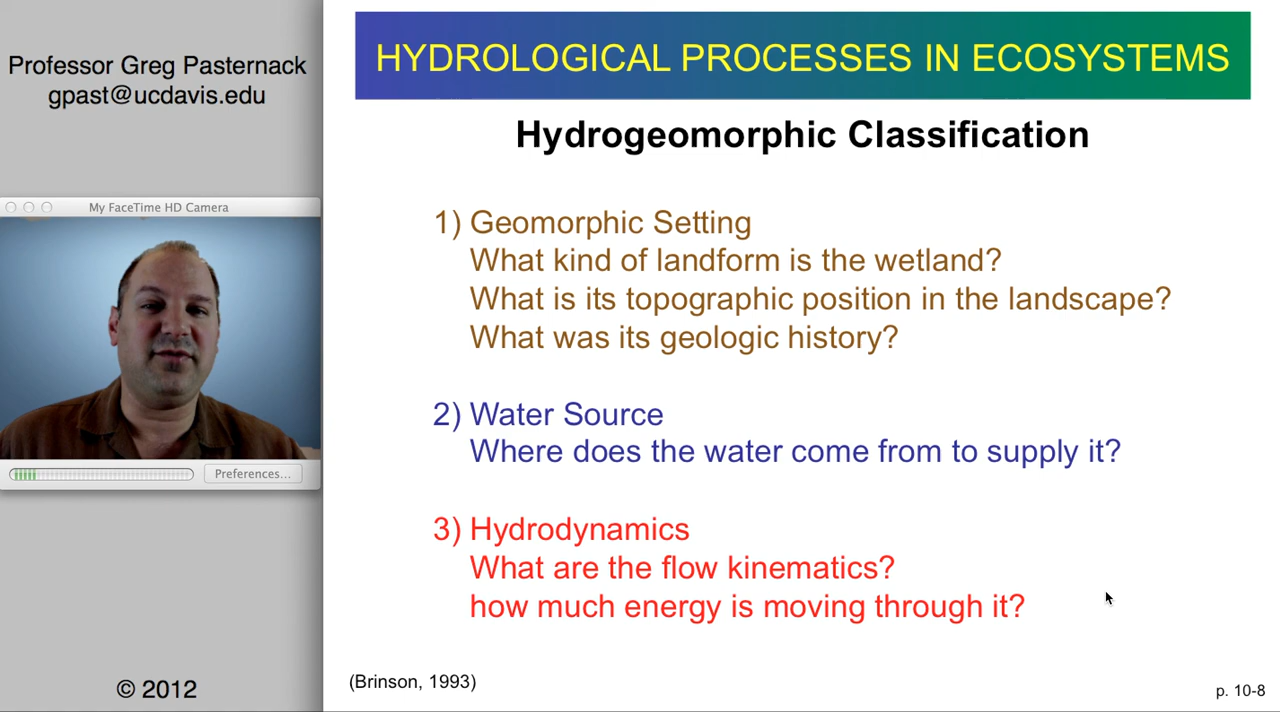 Professor Greg Pasternack
gpast@ucdavis.edu
My FaceTime HD Camera
Preferences...
© 2012
HYDROLOGICAL PROCESSES IN ECOSYSTEMS
Hydrogeomorphic Classification
1) Geomorphic Setting
What kind of landform is the wetland?
What is its topographic position in the landscape?
What was its geologic history?
2) Water Source
Where does the water come from to supply it?
3) Hydrodynamics
What are the flow kinematics?
how much energy is moving through it?
(Brinson, 1993)
p. 10-8